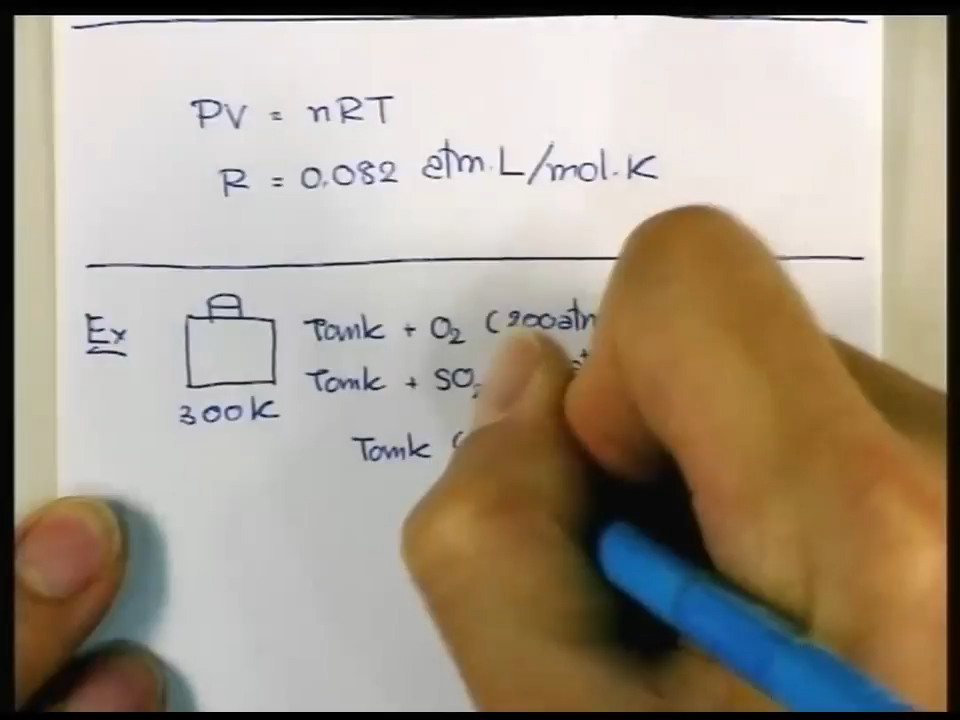 PV = nRT
R = 0.082 atm.L/mol.K
Ex
Tank + O₂ (200atm
Tank + SO₂
300K
Tank (